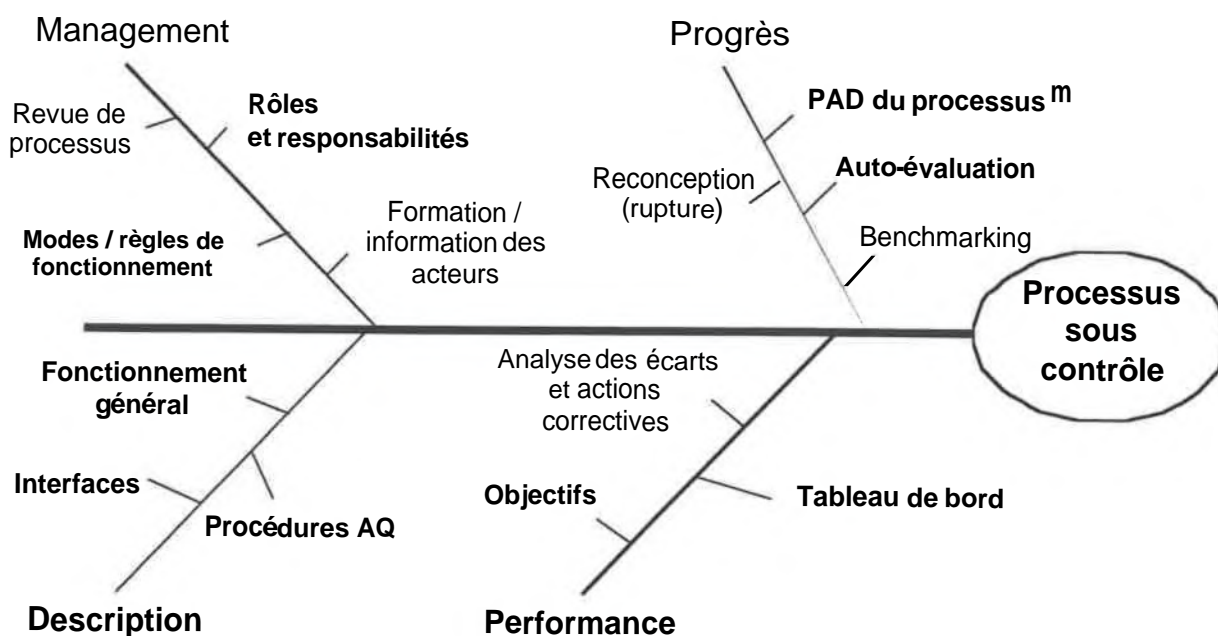 Management
Revue de
processus
Rôles
et responsabilités
Modes / règles de
fonctionnement
Formation /
information des
acteurs
Progrès
PAD du processus m
Auto-évaluation
Reconception
(rupture)
Benchmarking
Processus
sous
contrôle
Fonctionnement
général
Interfaces
Procédures AQ
Description
Analyse des écarts
et actions
correctives
Objectifs
Tableau de bord
Performance